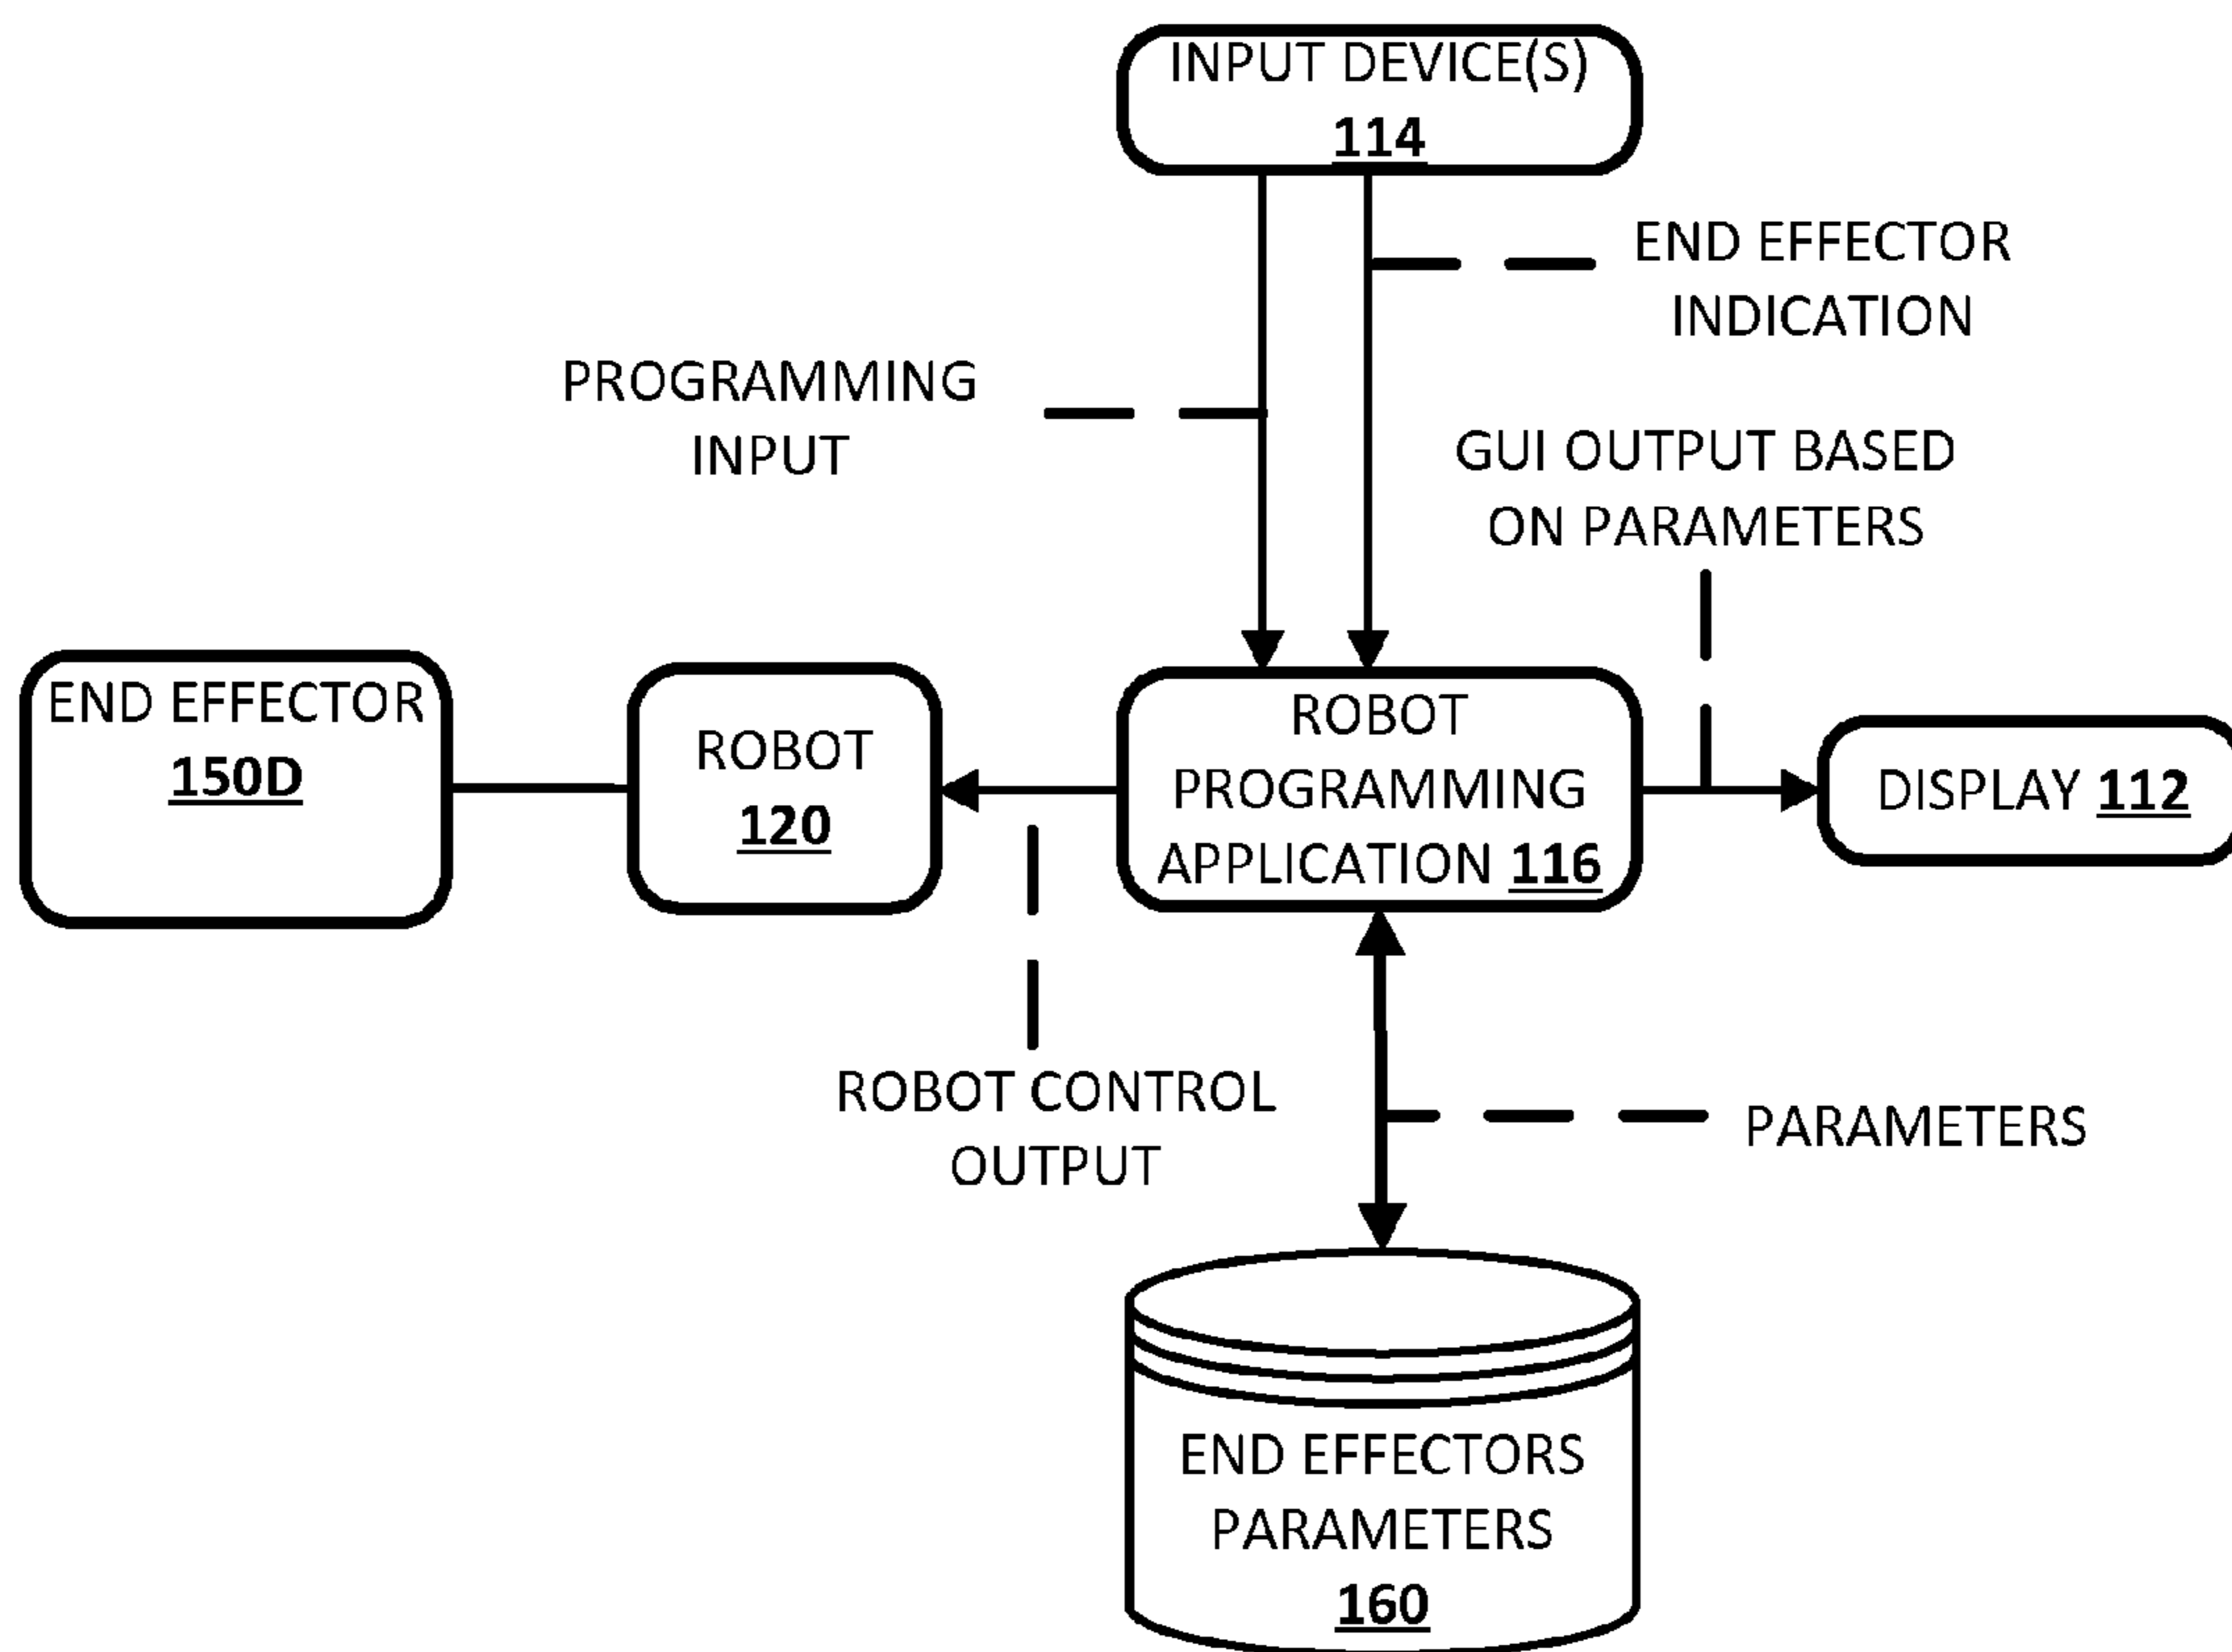 INPUT DEVICE(S)
114
END EFFECTOR
INDICATION
PROGRAMMING
INPUT
GUI OUTPUT BASED
ON PARAMETERS
END EFFECTOR
150D
ROBOT
120
ROBOT
PROGRAMMING
APPLICATION 116
DISPLAY 112
ROBOT CONTROL
OUTPUT
PARAMETERS
END EFFECTORS
PARAMETERS
160